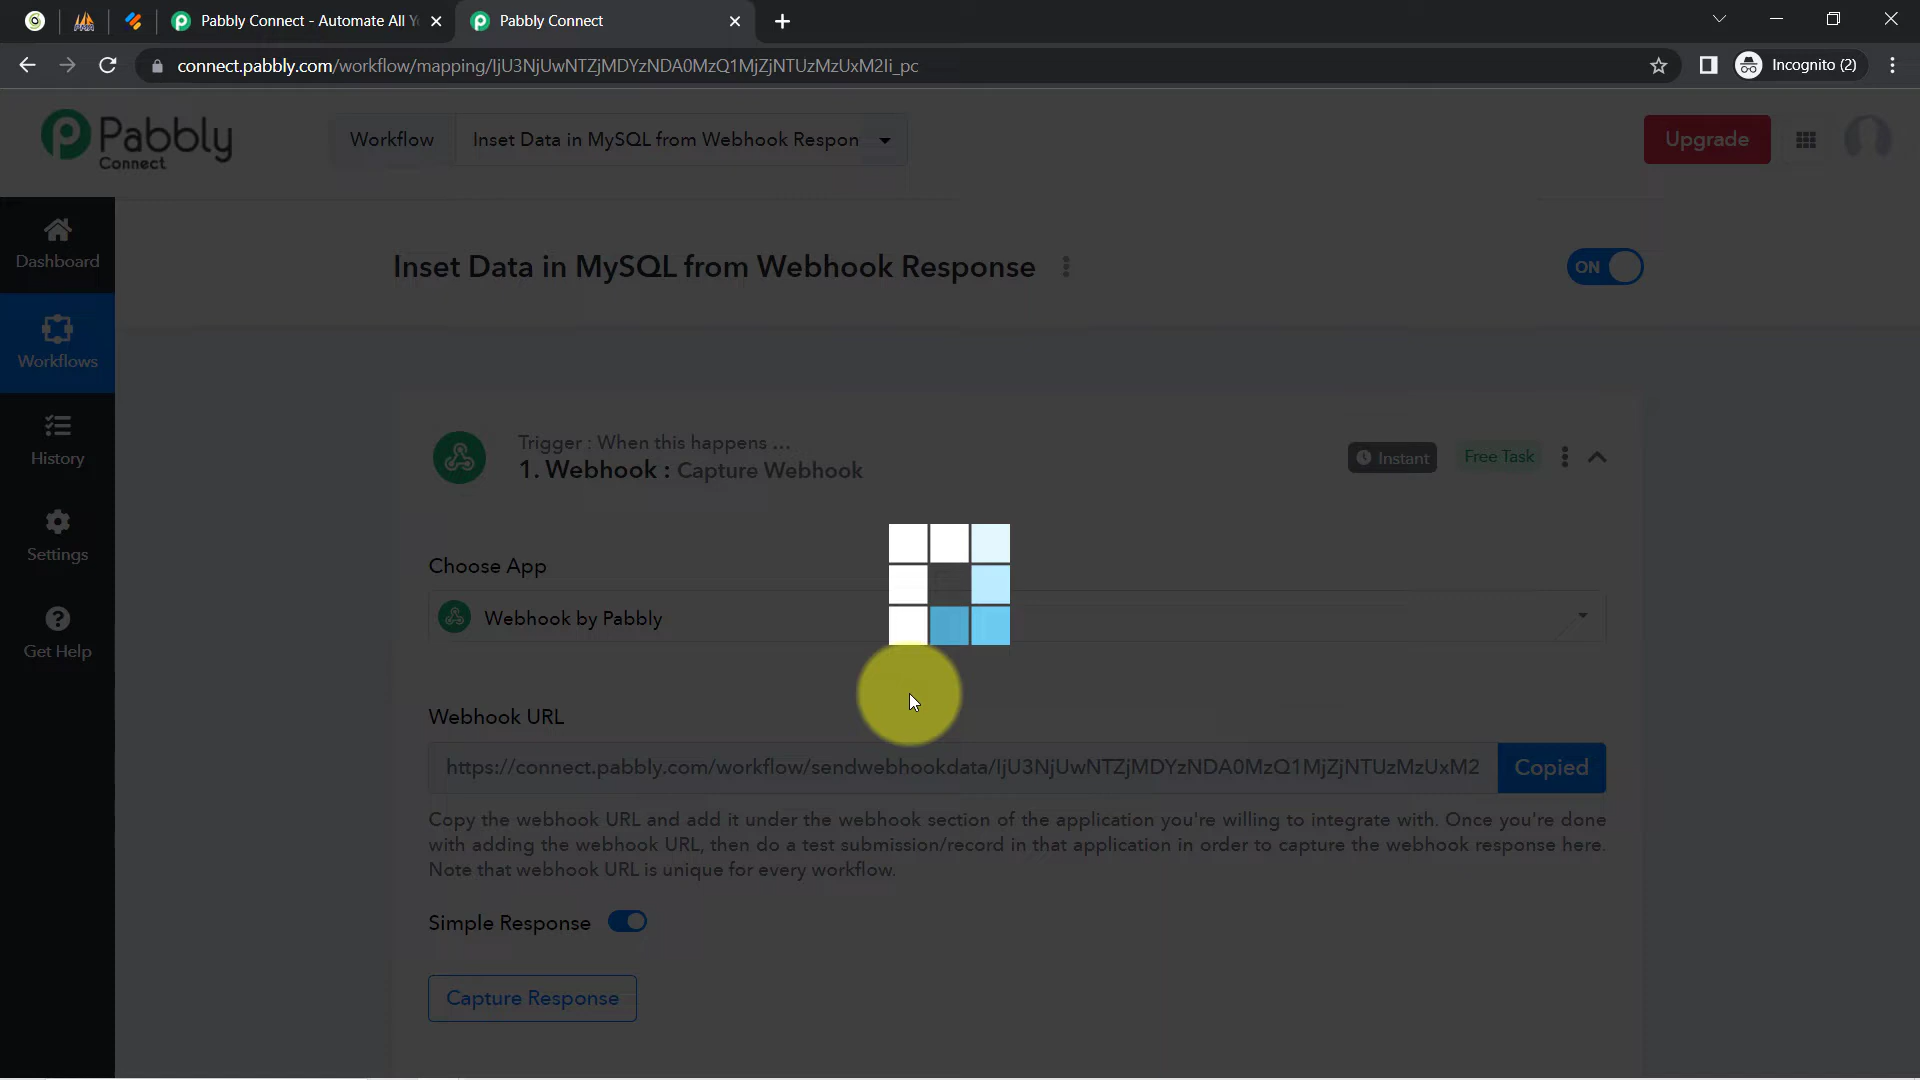 Pabbly Connect - Automate All Y
Pabbly Connect
connect.pabbly.com/workflow/mapping/IjU3NjUwNTZjMDYzNDA0MzQ1MjZjNTUzMzUxM2Ii_pc
Incognito (2)
Pabbly
Connect
Workflow
Inset Data in MySQL from Webhook Respon
Upgrade
Dashboard
Workflows
History
Settings
Get Help
Inset Data in MySQL from Webhook Response
ON
Trigger : When this happens ...
1. Webhook : Capture Webhook
Instant
Free Task
Choose App
Webhook by Pabbly
Webhook URL
https://connect.pabbly.com/workflow/sendwebhookdata/IjU3NjUwNTZjMDYzNDA0MzQ1MjZjNTUzMzUxM2
Copied
Copy the webhook URL and add it under the webhook section of the application you're willing to integrate with. Once you're done
with adding the webhook URL, then do a test submission/record in that application in order to capture the webhook response here.
Note that webhook URL is unique for every workflow.
Simple Response
Capture Response